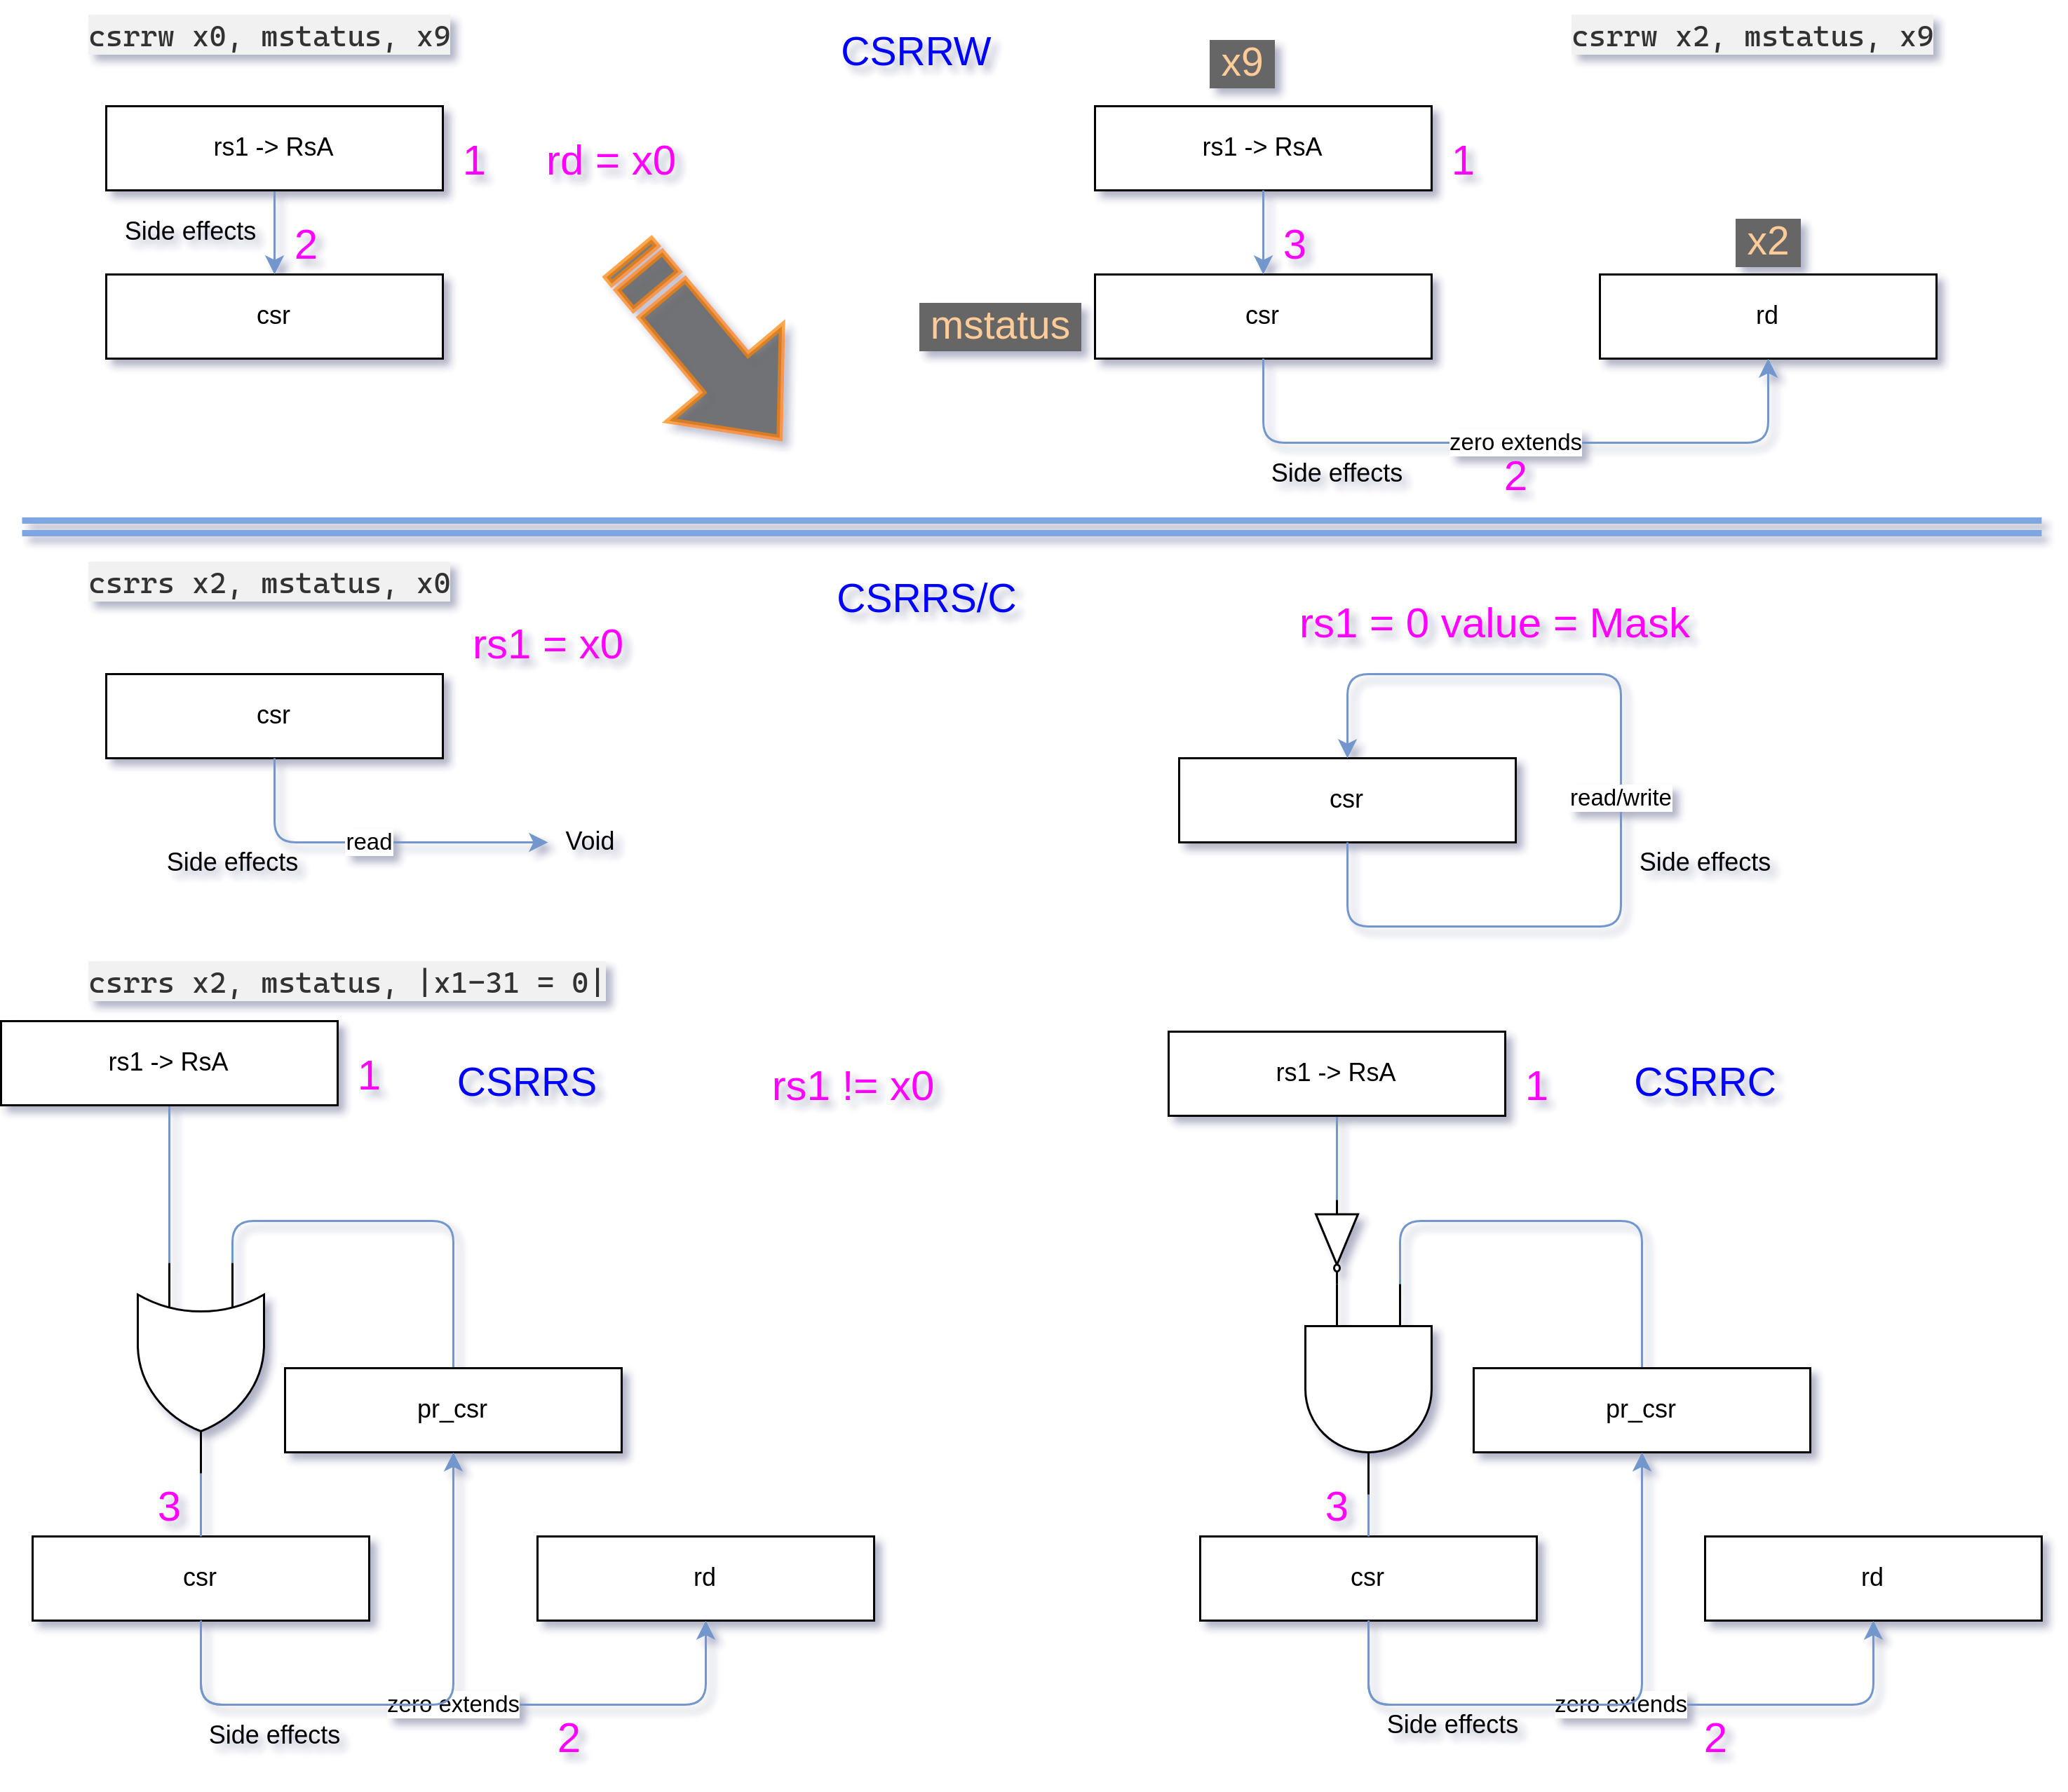 csrrw x0, mstatus, x9
CSRRW
x9
csrrw x2, mstatus, x9
rs1 -> RsA
1
rd = x0
rs1 -> RsA
1
Side effects
2
3
x2
csr
mstatus
csr
rd
zero extends
Side effects
2
csrrs x2, mstatus, x0
CSRRS/C
rs1 = x0
rs1 = 0 value = Mask
csr
csr
read/write
read
Void
Side effects
Side effects
csrrs x2, mstatus, |x1-31 = 0|
rs1 -> RsA
1
CSRRS
rs1 != x0
rs1 -> RsA
1
CSRRC
pr_csr
pr_csr
3
3
csr
rd
csr
rd
zero extends
Side effects
2
zero extends
Side effects
2